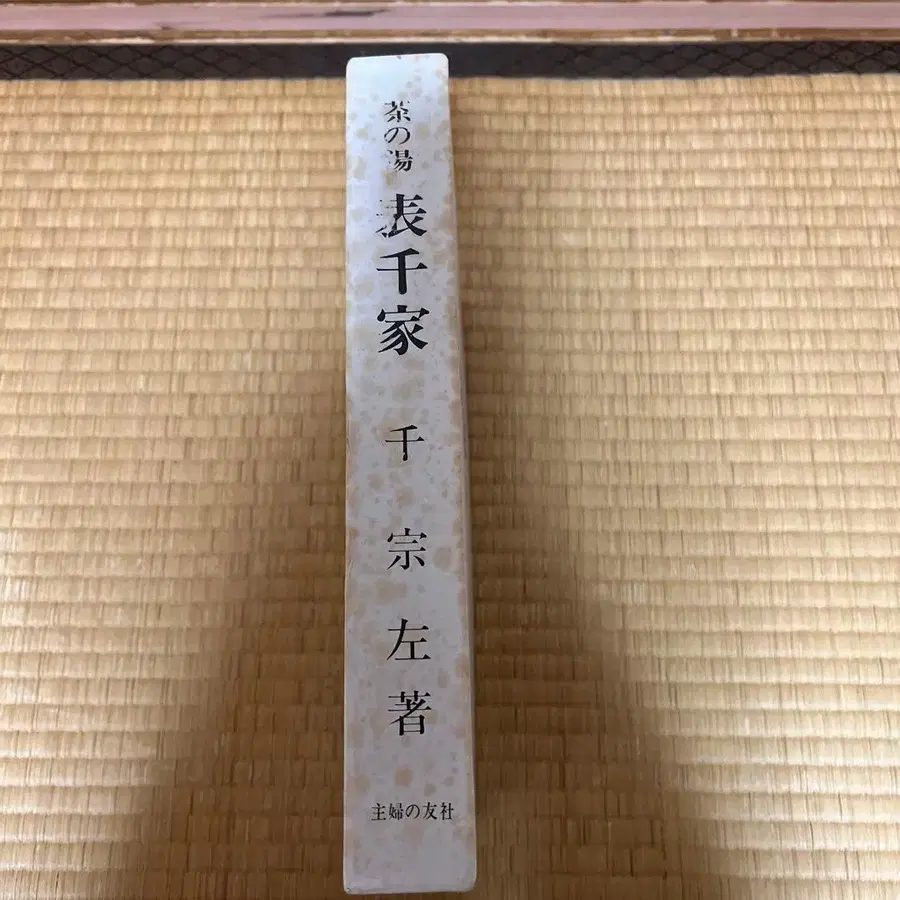 茶の湯
表千家
千宗左著
主婦の友社